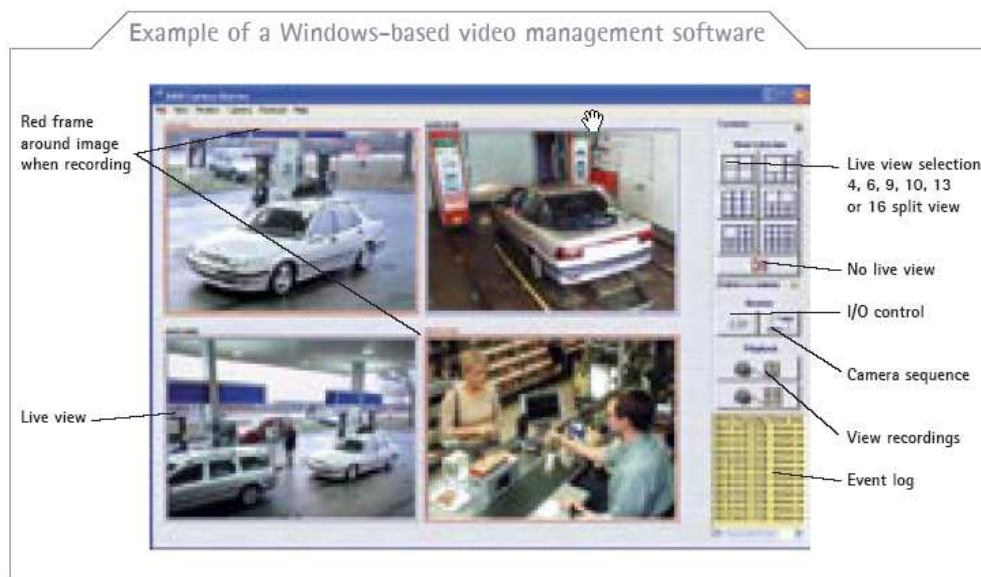 Example of a Windows-based video management software
Red frame
around image
when recording
Live view selection
4, 6, 9, 10, 13
or 16 split view
No live view
I/O control
Camera sequence
Live view
View recordings
Event log